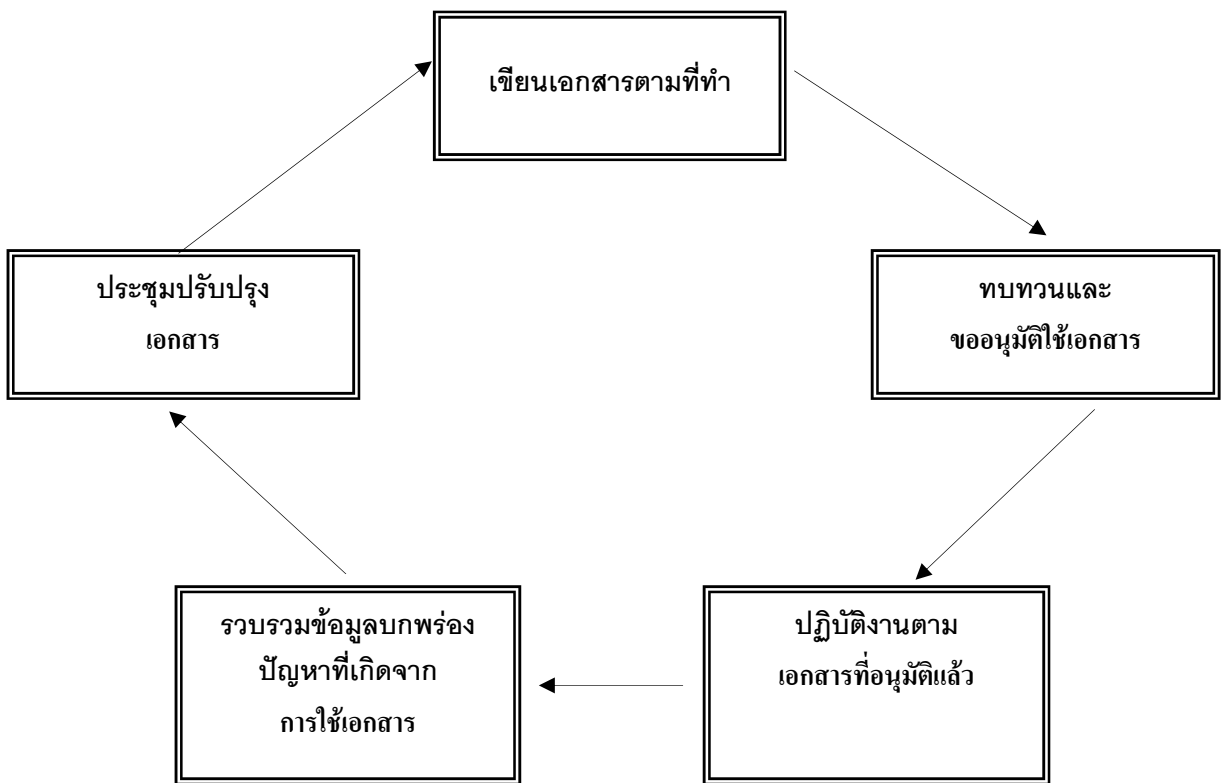 เขียนเอกสารตามที่ทำ
ทบทวนและ
ขออนุมัติใช้เอกสาร
ปฏิบัติงานตาม
เอกสารที่อนุมัติแล้ว
รวบรวมข้อมูลบกพร่อง
ปัญหาที่เกิดจาก
การใช้เอกสาร
ประชุมปรับปรุง
เอกสาร